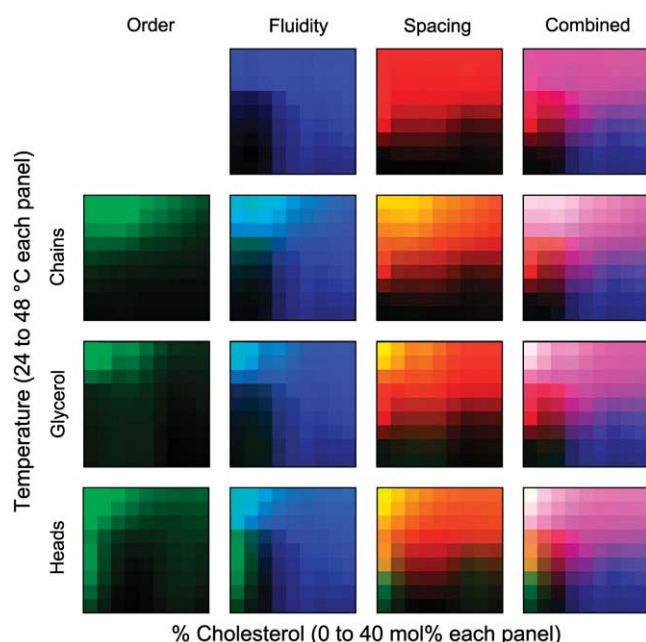 Order Fluidity Spacing Combined
Temperature (24 to 48 °C each panel)
Chains
Glycerol
Heads
% Cholesterol (0 to 40 mol% each panel)